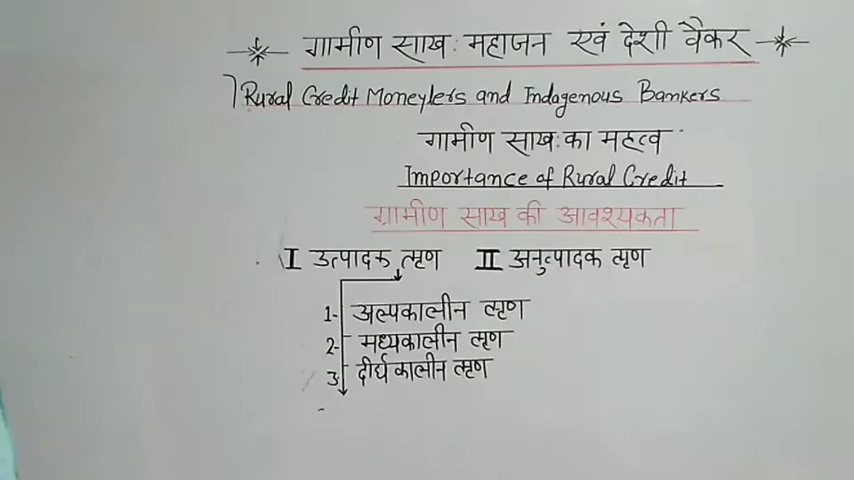 ग्रामीण साख : महाजन एवं देशी वैंकर
Rural Credit Moneylers and Indagenous Bankers
ग्रामीण साख : का महत्व
Importance of Rural Credit
ग्रामीण साख की आवश्यकता
I उत्पादक ऋण II अनुत्पादक ऋण
1- अल्पकालीन ऋण
2- मध्यकालीन ऋण
3- दीर्घकालीन ऋण